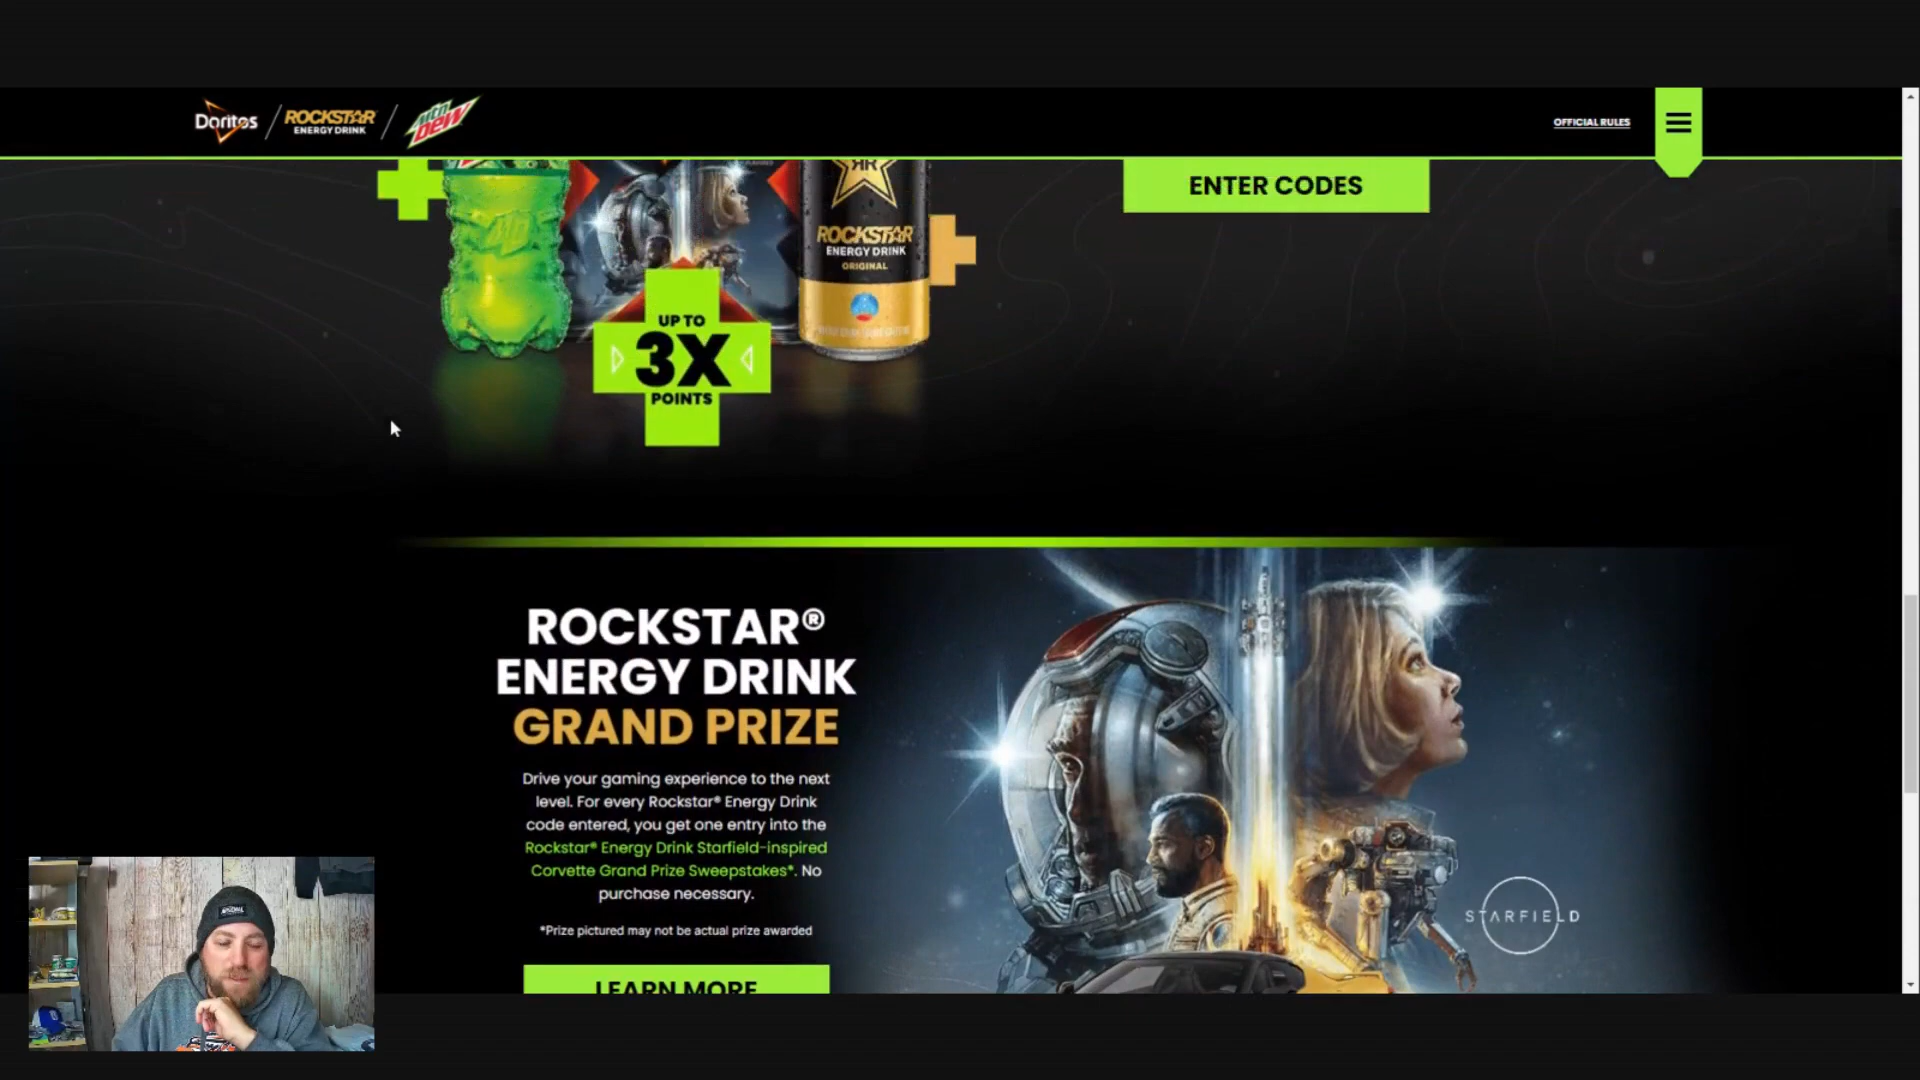 Doritos
ROCKSTAR
ENERGY DRINK
mtn
DEW
OFFICIAL RULES
ENTER CODES
ROCKSTAR
ENERGY DRINK
ORIGINAL
UP TO
3X
POINTS
ROCKSTAR®
ENERGY DRINK
GRAND PRIZE
Drive your gaming experience to the next
level. For every Rockstar® Energy Drink
code entered, you get one entry into the
Rockstar® Energy Drink Starfield-inspired
Corvette Grand Prize Sweepstakes*. No
purchase necessary.
*Prize pictured may not be actual prize awarded
LEARN MORE
STARFIELD